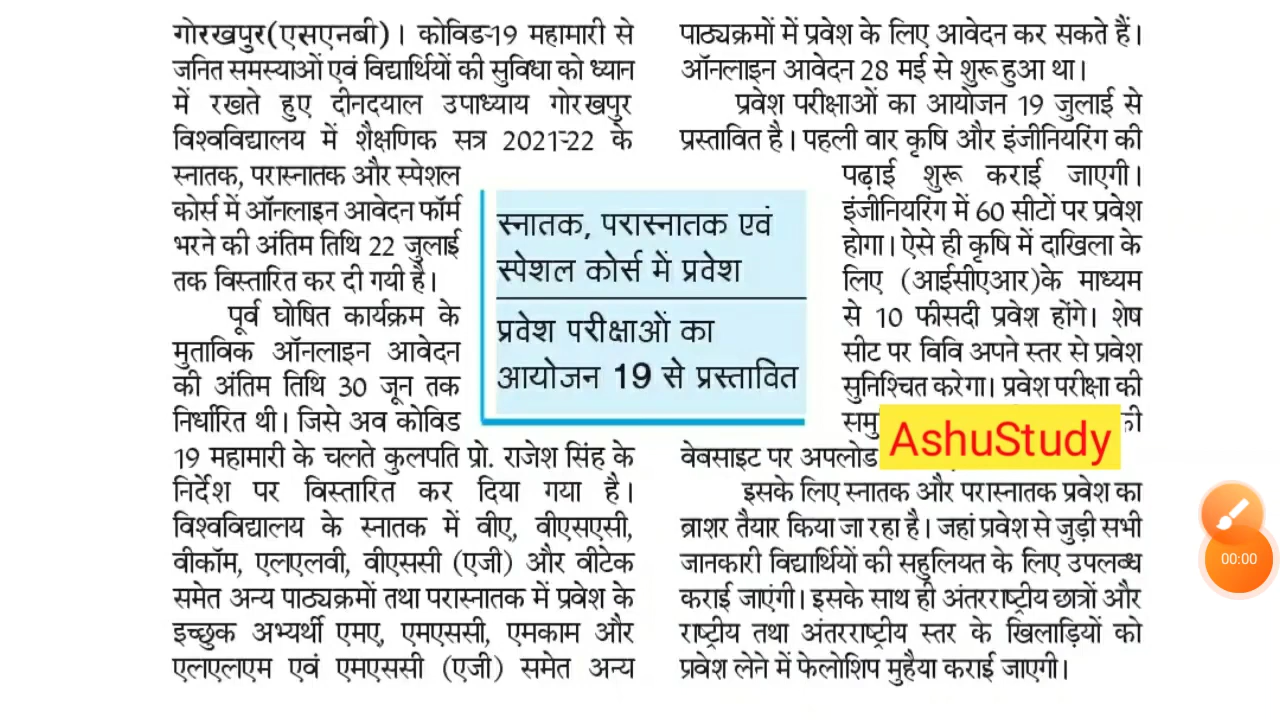 गोरखपुर(एसएनबी)। कोविड-19 महामारी से
जनित समस्याओं एवं विद्यार्थियों की सुविधा को ध्यान
में रखते हुए दीनदयाल उपाध्याय गोरखपुर
विश्वविद्यालय में शैक्षणिक सत्र 2021-22 के
स्नातक, परास्नातक और स्पेशल
कोर्स में ऑनलाइन आवेदन फॉर्म
भरने की अंतिम तिथि 22 जुलाई
तक विस्तारित कर दी गयी है।
पूर्व घोषित कार्यक्रम के
मुताविक ऑनलाइन आवेदन
की अंतिम तिथि 30 जून तक
निर्धारित थी। जिसे अव कोविड
19 महामारी के चलते कुलपति प्रो. राजेश सिंह के
निर्देश पर विस्तारित कर दिया गया है।
विश्वविद्यालय के स्नातक में वीए, वीएसएसी,
वीकॉम, एलएलवी, वीएससी (एजी) और वीटेक
समेत अन्य पाठ्यक्रमों तथा परास्नातक में प्रवेश के
इच्छुक अभ्यर्थी एमए, एमएससी, एमकाम और
एलएलएम एवं एमएससी (एजी) समेत अन्य
स्नातक, परास्नातक एवं
स्पेशल कोर्स में प्रवेश
प्रवेश परीक्षाओं का
आयोजन 19 से प्रस्तावित
पाठ्यक्रमों में प्रवेश के लिए आवेदन कर सकते हैं।
ऑनलाइन आवेदन 28 मई से शुरू हुआ था।
प्रवेश परीक्षाओं का आयोजन 19 जुलाई से
प्रस्तावित है। पहली वार कृषि और इंजीनियरिंग की
पढ़ाई शुरू कराई जाएगी।
इंजीनियरिंग में 60 सीटों पर प्रवेश
होगा। ऐसे ही कृषि में दाखिला के
लिए (आईसीएआर)के माध्यम
से 10 फीसदी प्रवेश होंगे। शेष
सीट पर विवि अपने स्तर से प्रवेश
सुनिश्चित करेगा। प्रवेश परीक्षा की
AshuStudy
वेवसाइट पर अपलोड
इसके लिए स्नातक और परास्नातक प्रवेश का
व्राशर तैयार किया जा रहा है। जहां प्रवेश से जुड़ी सभी
जानकारी विद्यार्थियों की सहुलियत के लिए उपलव्ध
कराई जाएंगी। इसके साथ ही अंतरराष्ट्रीय छात्रों और
राष्ट्रीय तथा अंतरराष्ट्रीय स्तर के खिलाड़ियों को
प्रवेश लेने में फेलोशिप मुहैया कराई जाएगी।
00:00